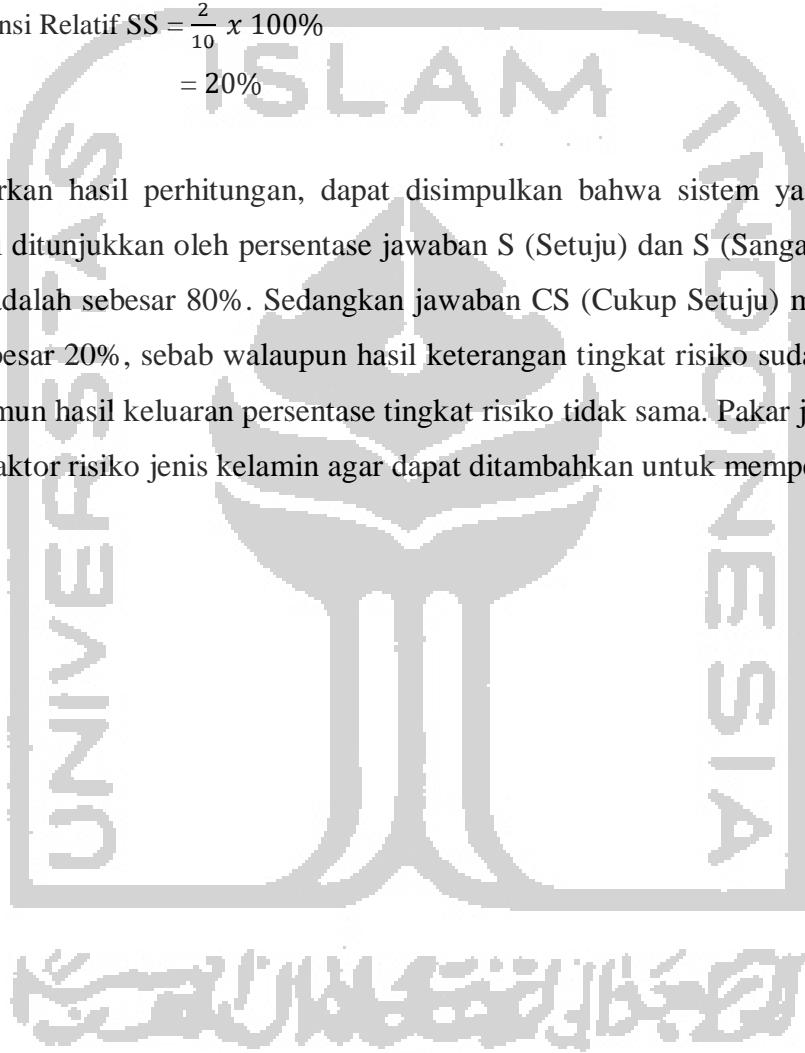 nsi Relatif SS = 2/10 x 100%
= 20%
rkan hasil perhitungan, dapat disimpulkan bahwa sistem ya
ditunjukkan oleh persentase jawaban S (Setuju) dan S (Sanga
adalah sebesar 80%. Sedangkan jawaban CS (Cukup Setuju) m
esar 20%, sebab walaupun hasil keterangan tingkat risiko suda
mun hasil keluaran persentase tingkat risiko tidak sama. Pakar j
aktor risiko jenis kelamin agar dapat ditambahkan untuk mempe
UNIVERSITAS
ISLAM
INDONESIA